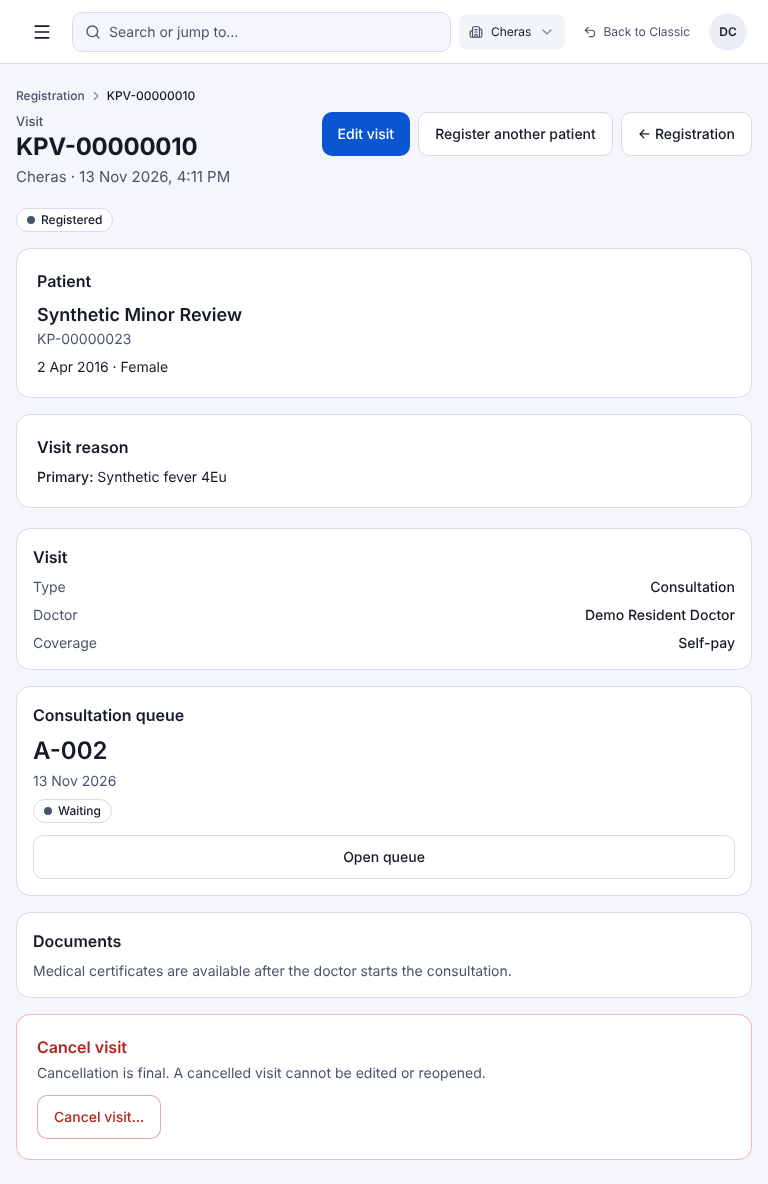 Search or jump to...
Cheras
Back to Classic
DC
Registration > KPV-00000010
Visit
KPV-00000010
Edit visit
Register another patient
← Registration
Cheras · 13 Nov 2026, 4:11 PM
Registered
Patient
Synthetic Minor Review
KP-00000023
2 Apr 2016 · Female
Visit reason
Primary: Synthetic fever 4Eu
Visit
Type Consultation
Doctor Demo Resident Doctor
Coverage Self-pay
Consultation queue
A-002
13 Nov 2026
Waiting
Open queue
Documents
Medical certificates are available after the doctor starts the consultation.
Cancel visit
Cancellation is final. A cancelled visit cannot be edited or reopened.
Cancel visit...